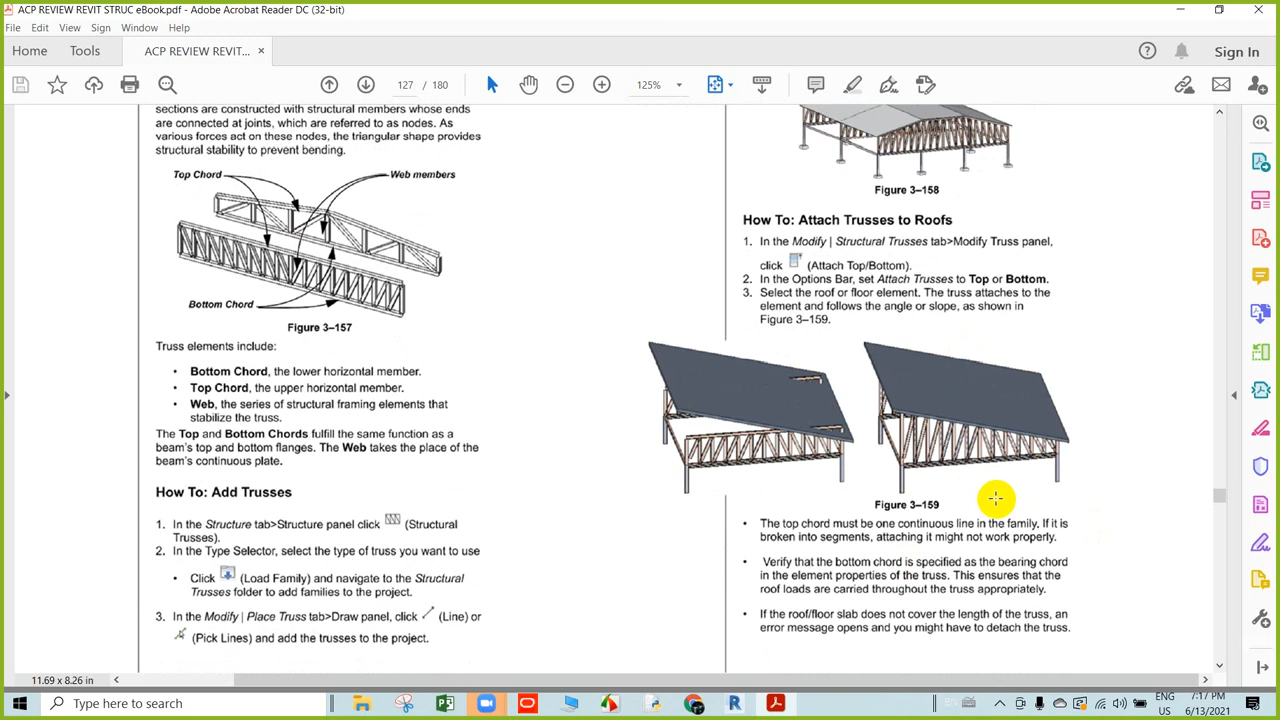 ACP REVIEW REVIT STRUC eBook.pdf - Adobe Acrobat Reader DC (32-bit)
File Edit View Sign Window Help
Home Tools ACP REVIEW REVIT... × Sign In
127 / 180 125%
sections are constructed with structural members whose ends
are connected at joints, which are referred to as nodes. As
various forces act on these nodes, the triangular shape provides
structural stability to prevent bending.
Top Chord Web members
Bottom Chord
Figure 3–157
Truss elements include:
• Bottom Chord, the lower horizontal member.
• Top Chord, the upper horizontal member.
• Web, the series of structural framing elements that
stabilize the truss.
The Top and Bottom Chords fulfill the same function as a
beam's top and bottom flanges. The Web takes the place of the
beam's continuous plate.
How To: Add Trusses
1. In the Structure tab>Structure panel click (Structural
Trusses).
2. In the Type Selector, select the type of truss you want to use
• Click (Load Family) and navigate to the Structural
Trusses folder to add families to the project.
3. In the Modify | Place Truss tab>Draw panel, click (Line) or
(Pick Lines) and add the trusses to the project.
Figure 3–158
How To: Attach Trusses to Roofs
1. In the Modify | Structural Trusses tab>Modify Truss panel,
click (Attach Top/Bottom).
2. In the Options Bar, set Attach Trusses to Top or Bottom.
3. Select the roof or floor element. The truss attaches to the
element and follows the angle or slope, as shown in
Figure 3–159.
Figure 3–159
• The top chord must be one continuous line in the family. If it is
broken into segments, attaching it might not work properly.
• Verify that the bottom chord is specified as the bearing chord
in the element properties of the truss. This ensures that the
roof loads are carried throughout the truss appropriately.
• If the roof/floor slab does not cover the length of the truss, an
error message opens and you might have to detach the truss.
11.69 x 8.26 in
Type here to search
ENG 7:17 PM
US 6/13/2021